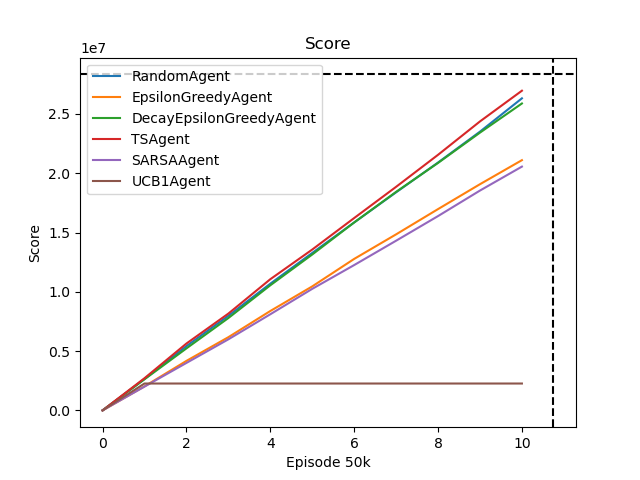 Score
1e7
RandomAgent
EpsilonGreedyAgent
DecayEpsilonGreedyAgent
TSAgent
SARSAAgent
UCB1Agent
2.5
2.0
1.5
1.0
0.5
0.0
Score
0 2 4 6 8 10
Episode 50k